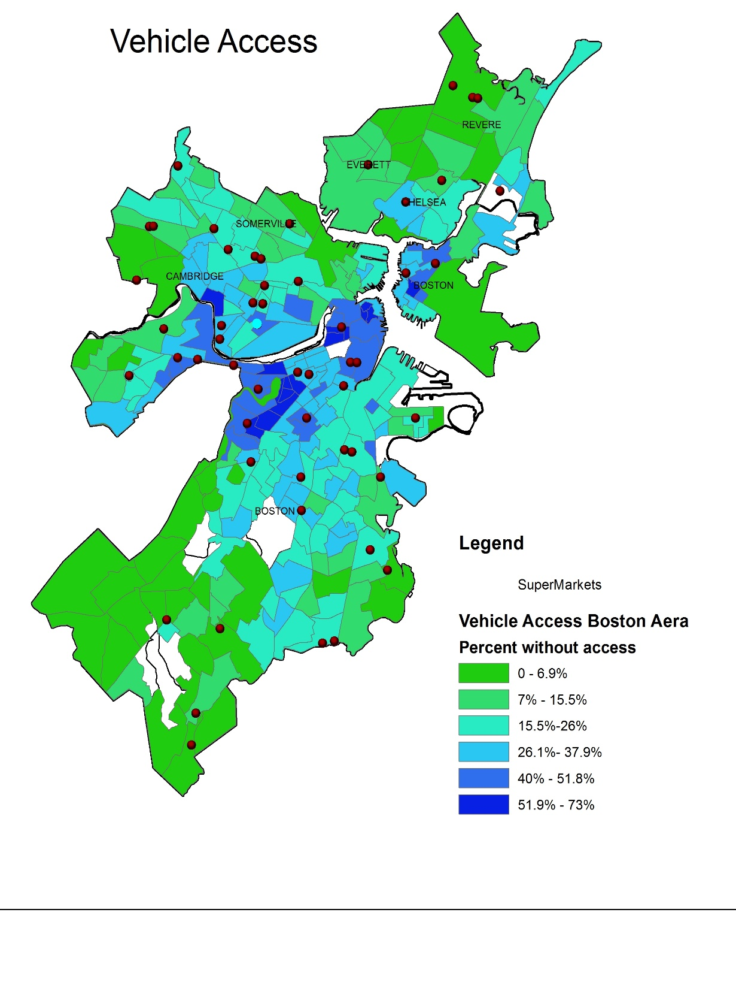 Vehicle Access
REVERE
EVERETT
HELSEA
SOMERVILLE
CAMBRIDGE
BOSTON
BOSTON
Legend
SuperMarkets
Vehicle Access Boston Aera
Percent without access
0 - 6.9%
7% - 15.5%
15.5%-26%
26.1%- 37.9%
40% - 51.8%
51.9% - 73%